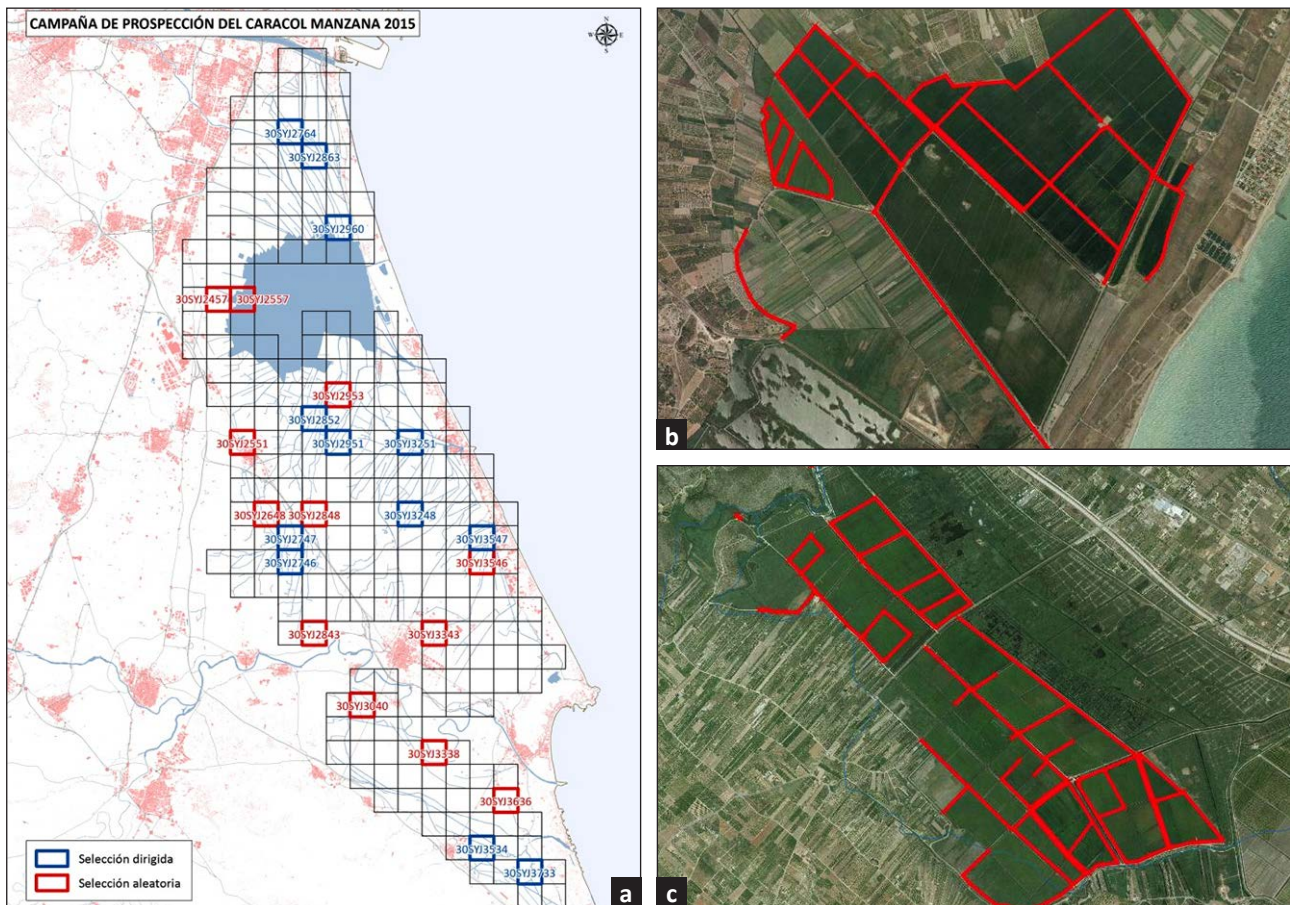 CAMPAÑA DE PROSPECCIÓN DEL CARACOL MANZANA 2015
N
W E
S
30SYJ2764
30SYJ2863
30SYJ2960
30SYJ2457 30SYJ2557
30SYJ2953
30SYJ2852
30SYJ2551 30SYJ2951 30SYJ3251
30SYJ2648 30SYJ2848 30SYJ3248
30SYJ2747 30SYJ3547
30SYJ2746 30SYJ3546
30SYJ2843 30SYJ3343
30SYJ3040
30SYJ3338
30SYJ3636
30SYJ3534
30SYJ3733
Selección dirigida
Selección aleatoria
a
b
c